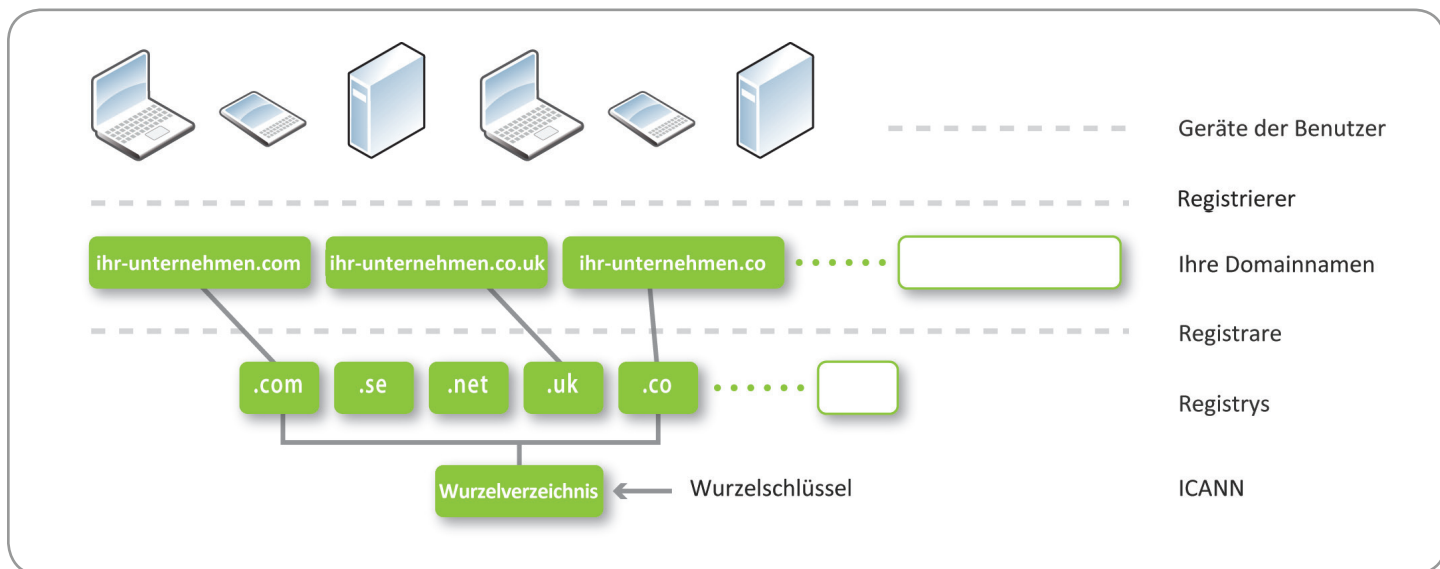 Geräte der Benutzer
Registrierer
ihr-unternehmen.com ihr-unternehmen.co.uk ihr-unternehmen.co Ihre Domainnamen
Registrare
.com .se .net .uk .co Registrys
Wurzelverzeichnis Wurzelschlüssel ICANN